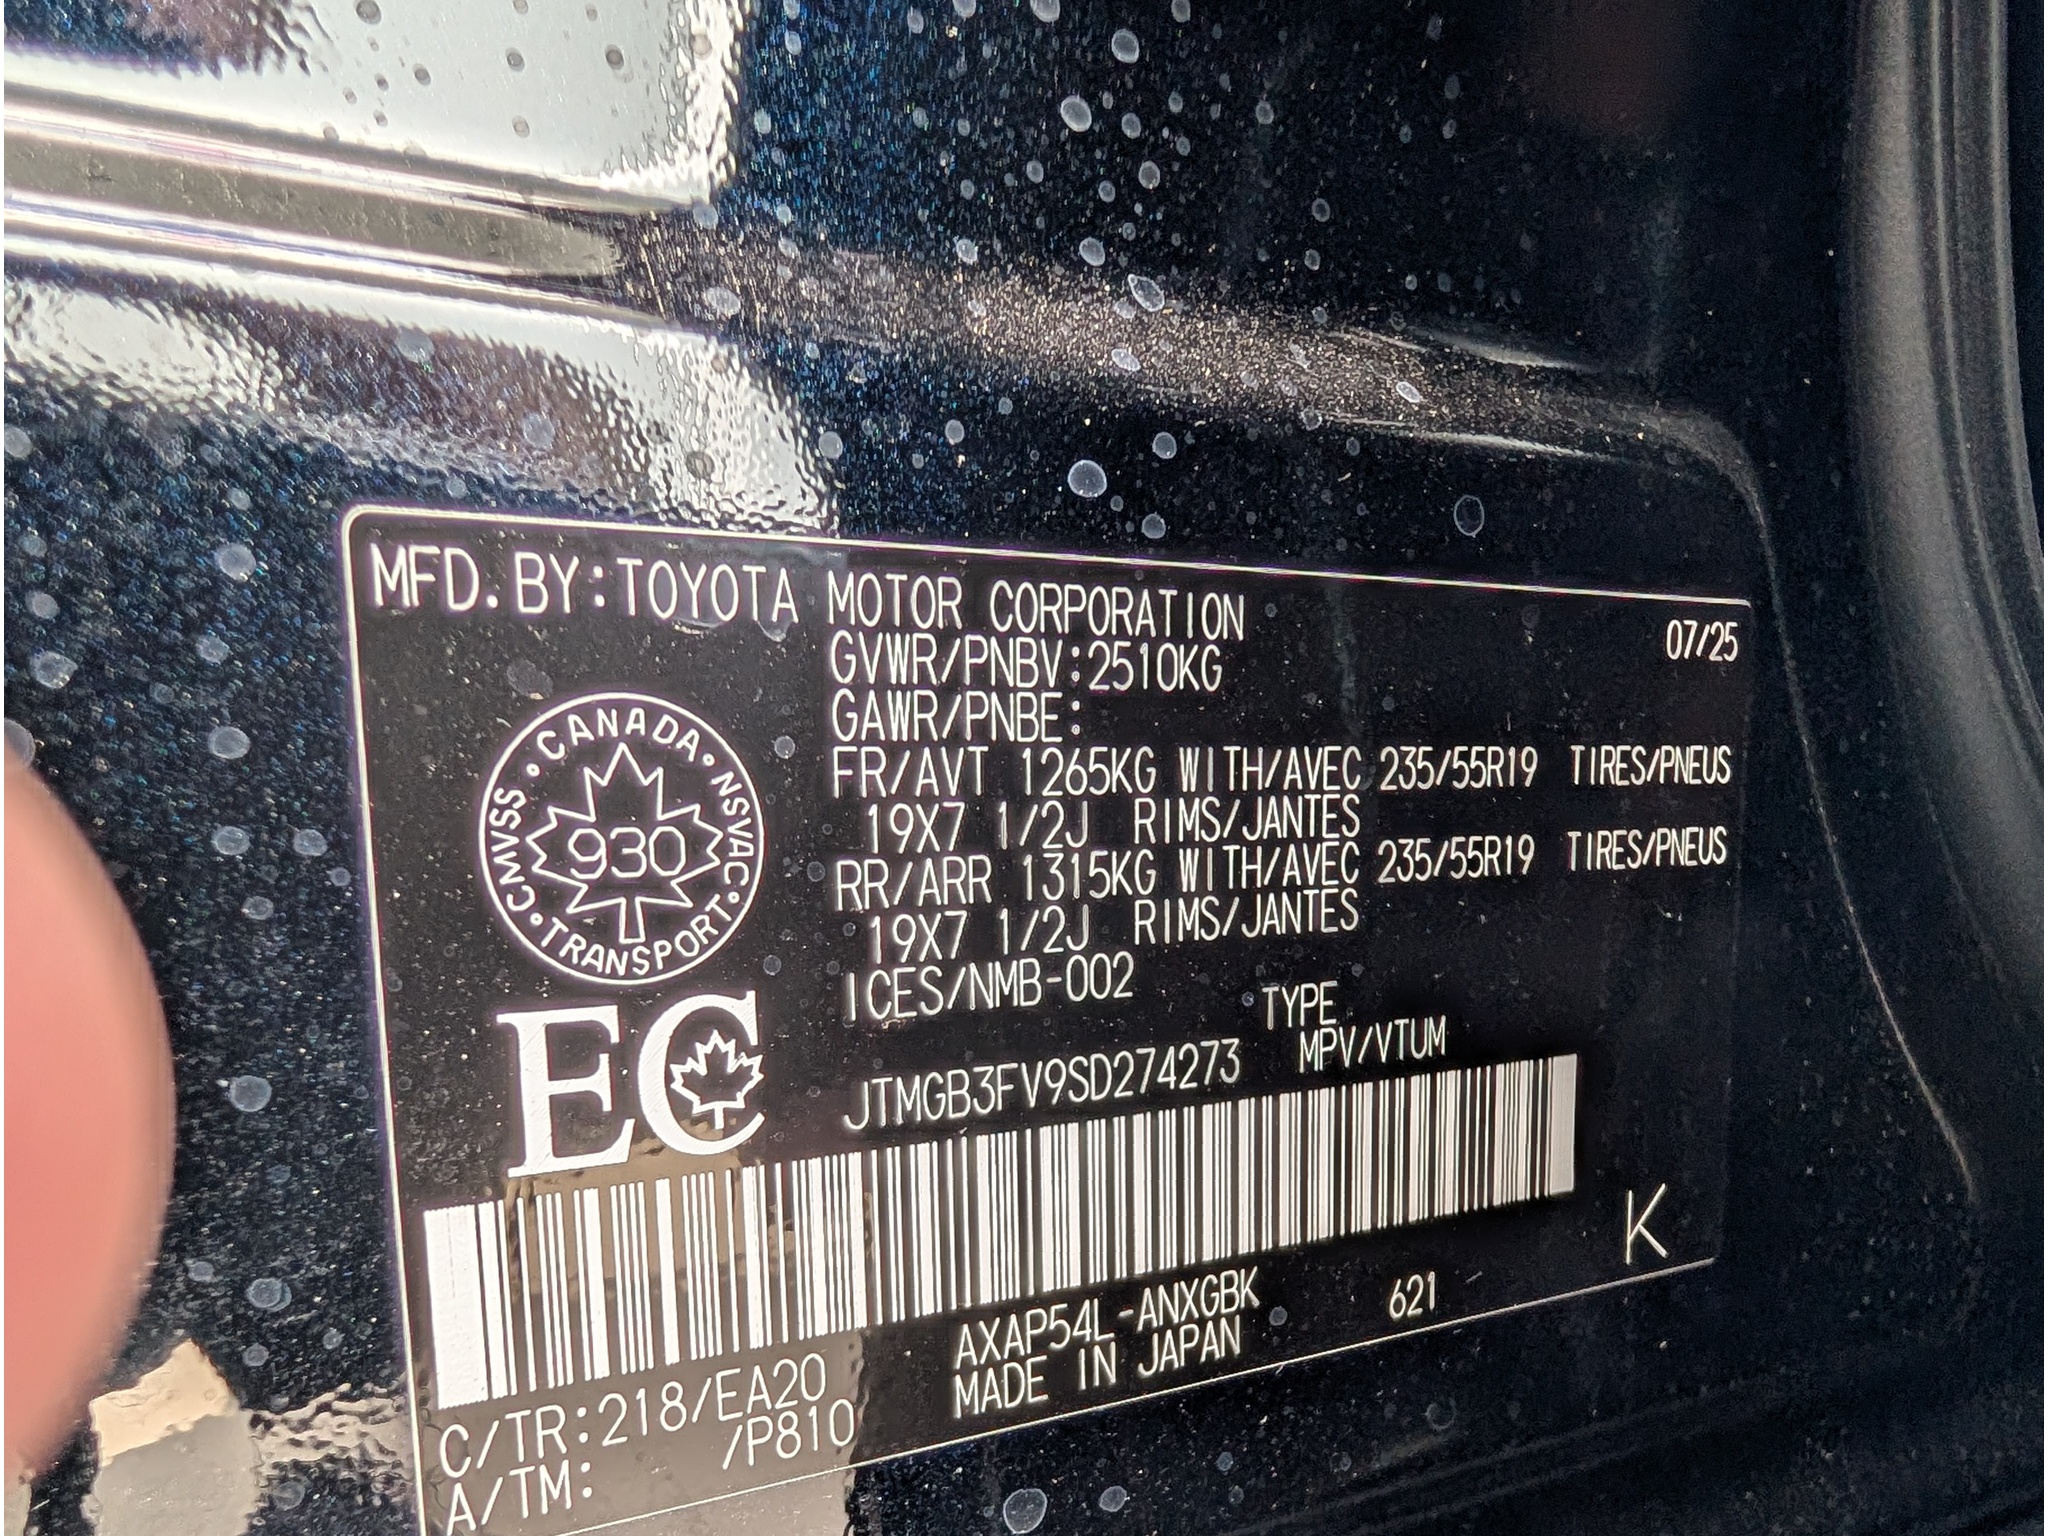 MFD. BY: TOYOTA MOTOR CORPORATION
07/25
GVWR/PNBV: 2510KG
GAWR/PNBE:
FR/AVT 1265KG WITH/AVEC 235/55R19 TIRES/PNEUS
19X7 1/2J RIMS/JANTES
RR/ARR 1315KG WITH/AVEC 235/55R19 TIRES/PNEUS
19X7 1/2J RIMS/JANTES
ICES/NMB-002
CANADA • NSVAC • TRANSPORT • CMVSS •
930
EC
TYPE
JTMGB3FV9SD274273 MPV/VTUM
K
AXAP54L-ANXGBK 621
MADE IN JAPAN
C/TR: 218/EA20
A/TM: /P810